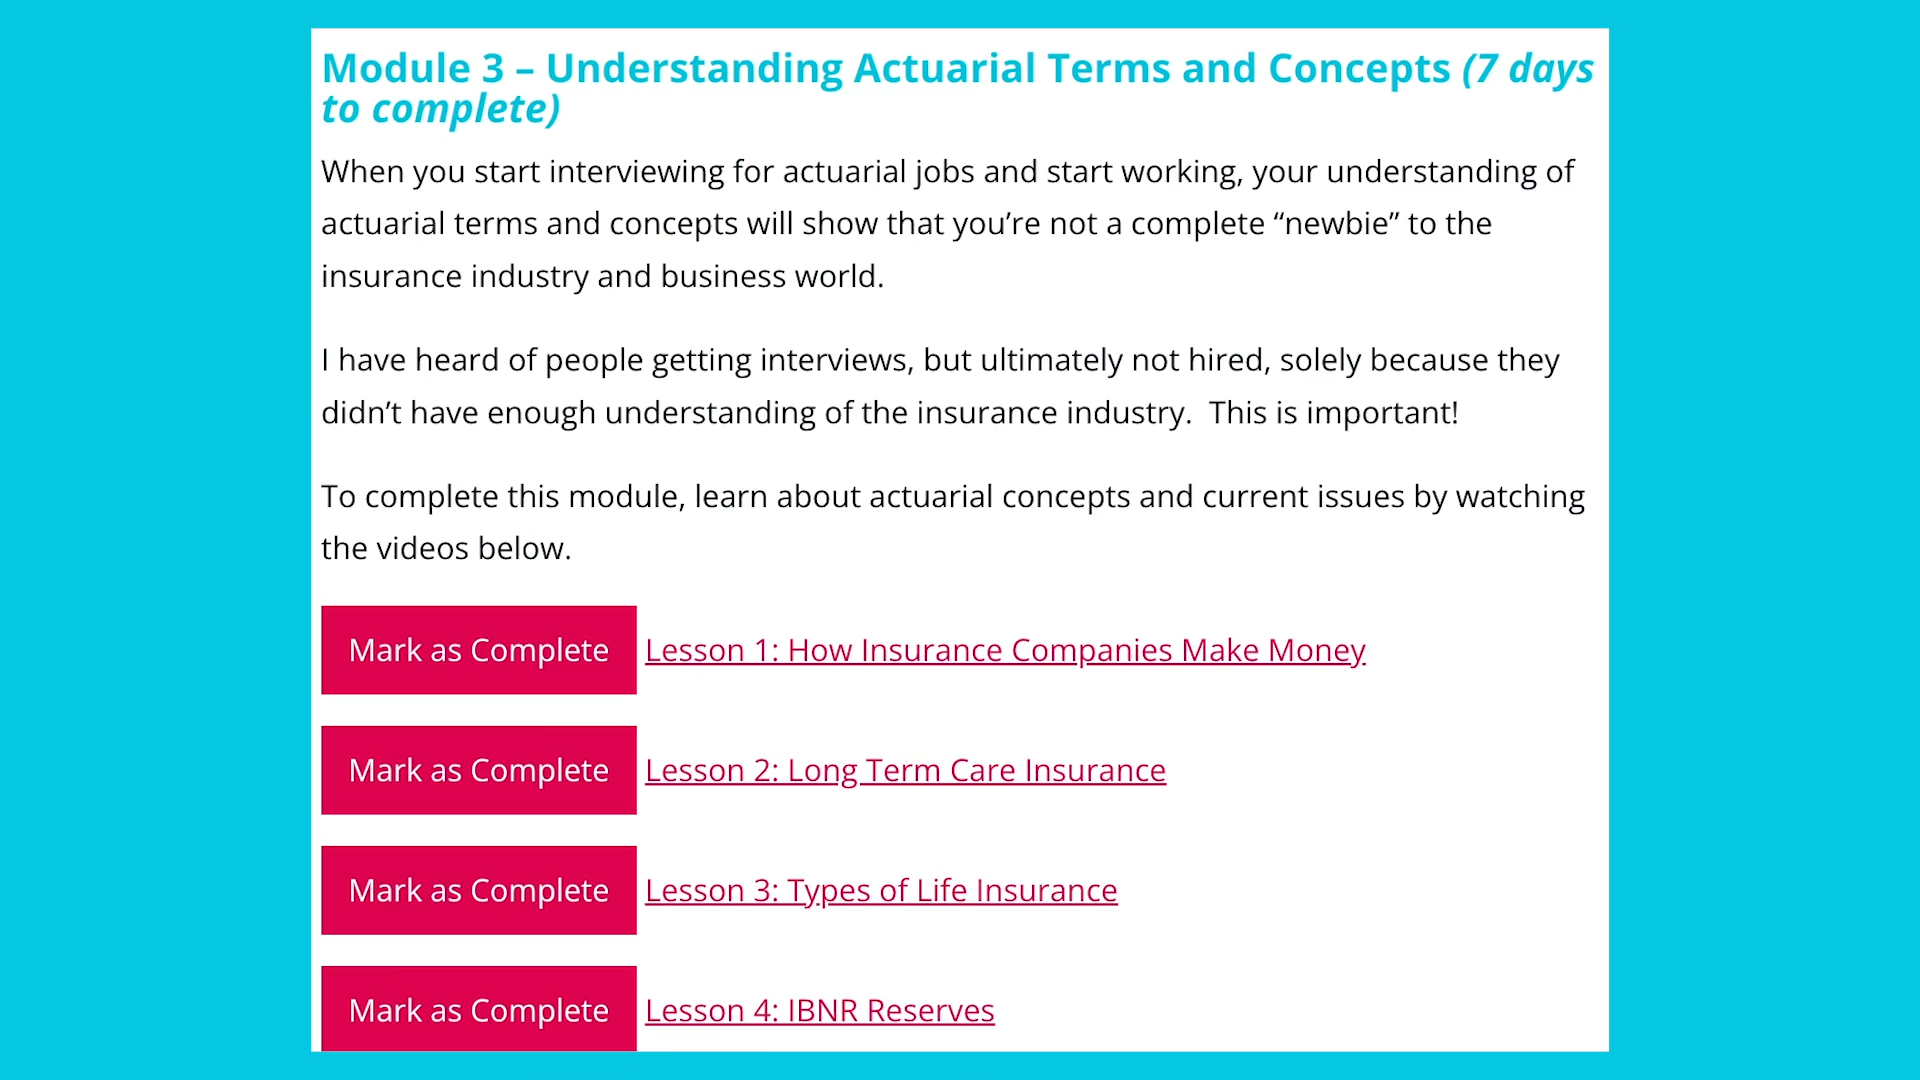 Module 3 – Understanding Actuarial Terms and Concepts (7 days
to complete)
When you start interviewing for actuarial jobs and start working, your understanding of
actuarial terms and concepts will show that you’re not a complete “newbie” to the
insurance industry and business world.
I have heard of people getting interviews, but ultimately not hired, solely because they
didn’t have enough understanding of the insurance industry.  This is important!
To complete this module, learn about actuarial concepts and current issues by watching
the videos below.
Mark as Complete Lesson 1: How Insurance Companies Make Money
Mark as Complete Lesson 2: Long Term Care Insurance
Mark as Complete Lesson 3: Types of Life Insurance
Mark as Complete Lesson 4: IBNR Reserves